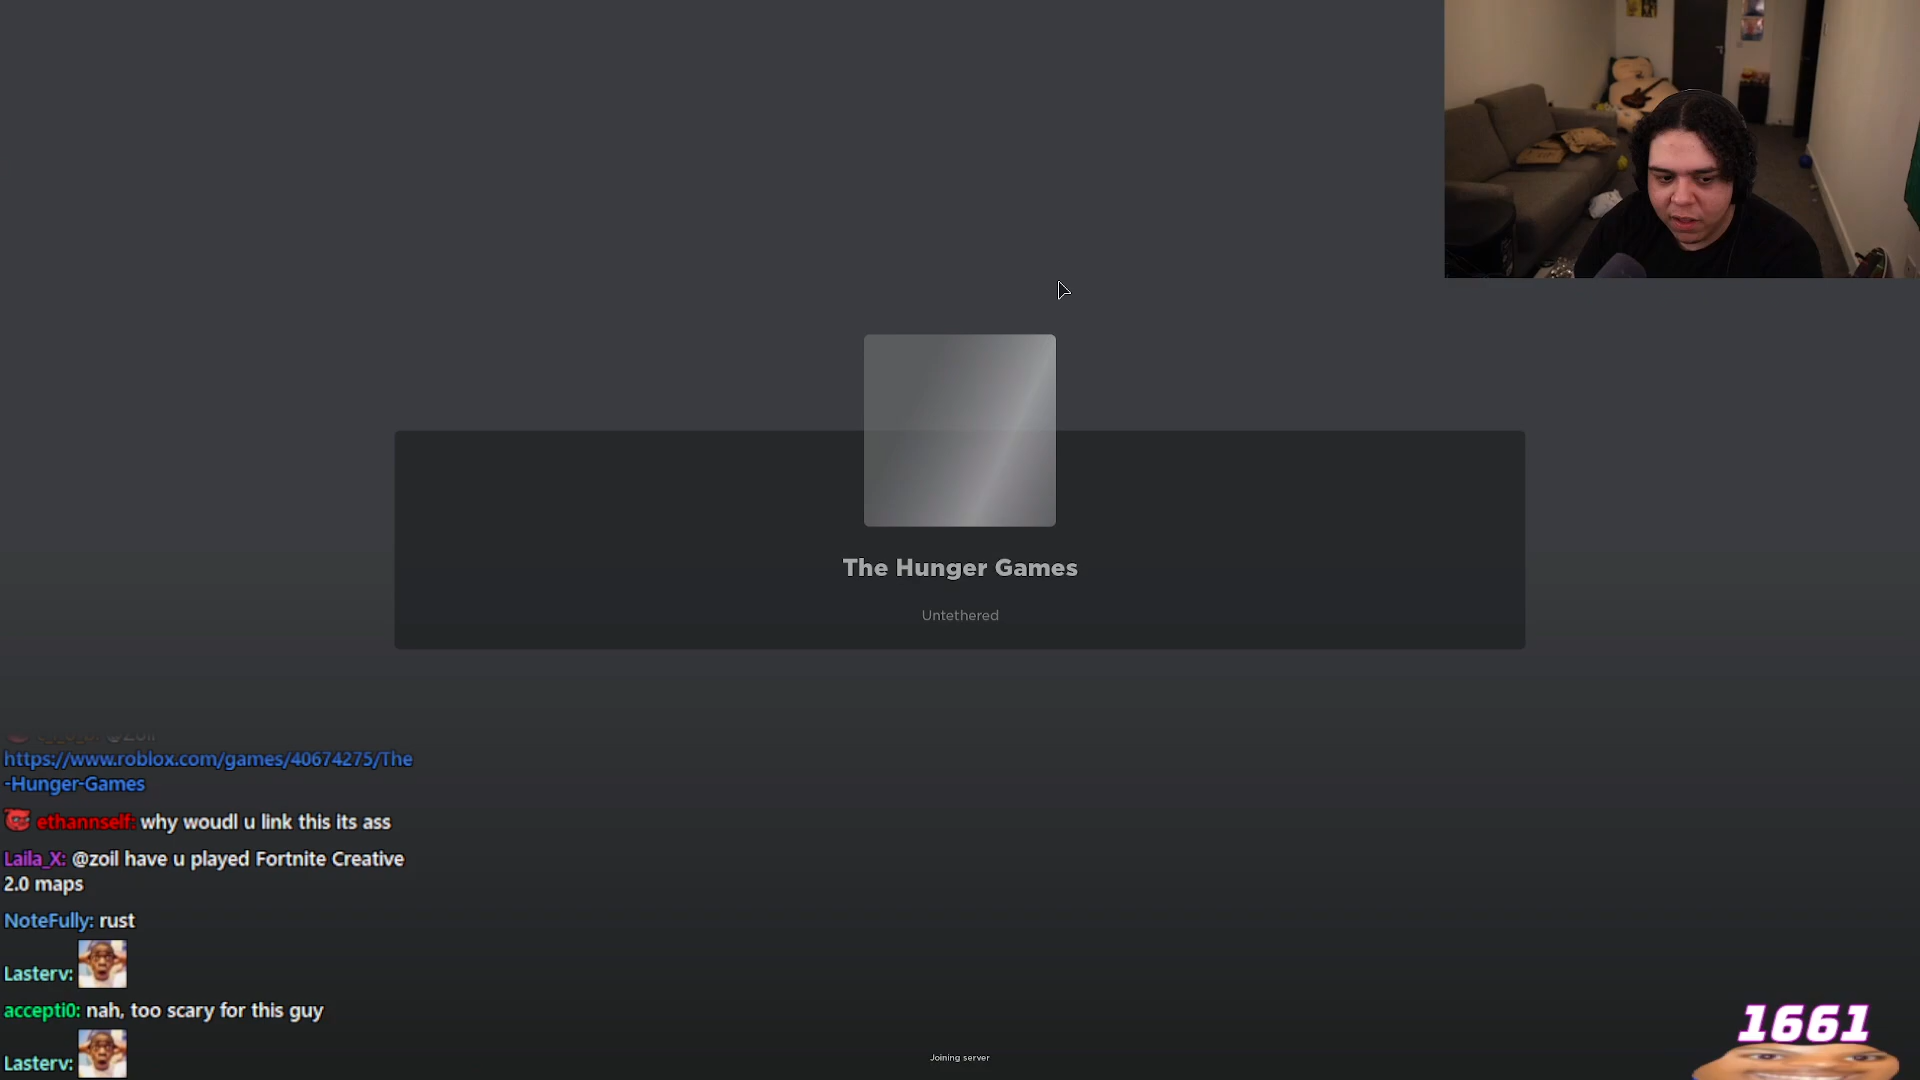 The Hunger Games
Untethered
@Zoil
https://www.roblox.com/games/40674275/The
-Hunger-Games
ethannself: why woudl u link this its ass
Laila_X: @zoil have u played Fortnite Creative
2.0 maps
NoteFully: rust
Lasterv:
accepti0: nah, too scary for this guy
Lasterv:
Joining server
1661